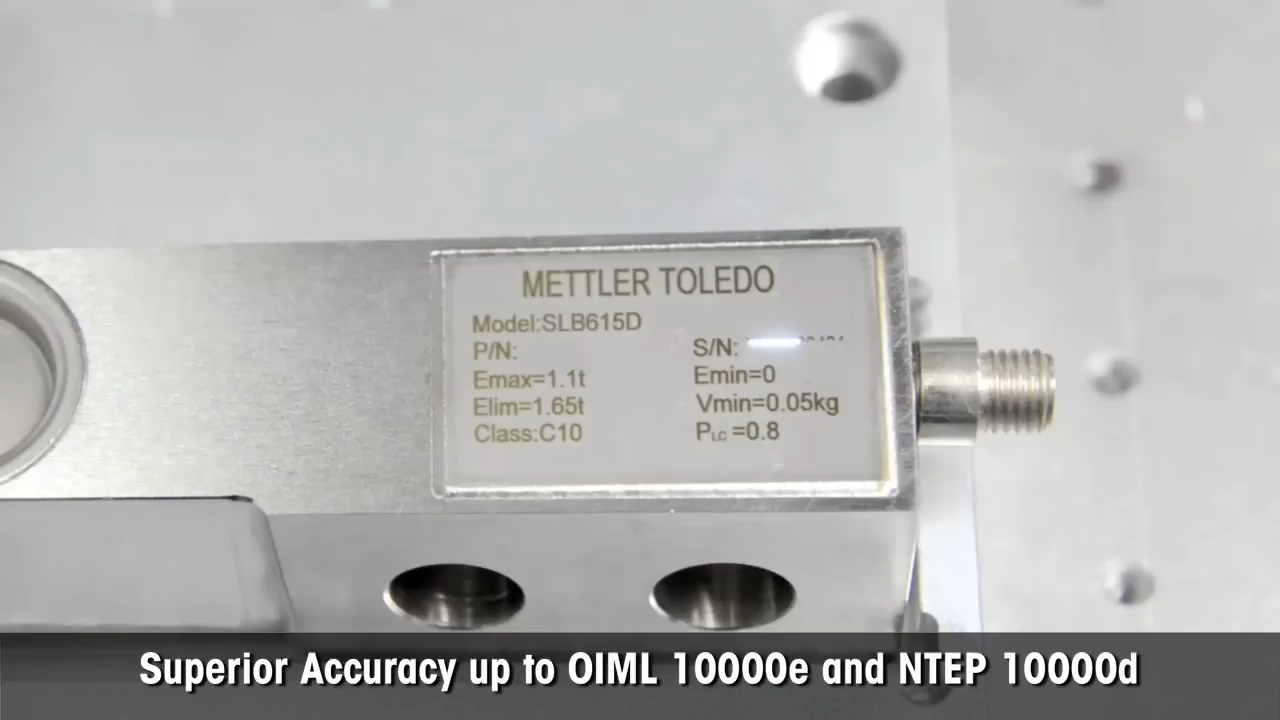 METTLER TOLEDO
Model:SLB615D
P/N:
S/N:
Emax=1.1t
Emin=0
Elim=1.65t
Vmin=0.05kg
Class:C10
PLC=0.8
Superior Accuracy up to OIML 10000e and NTEP 10000d